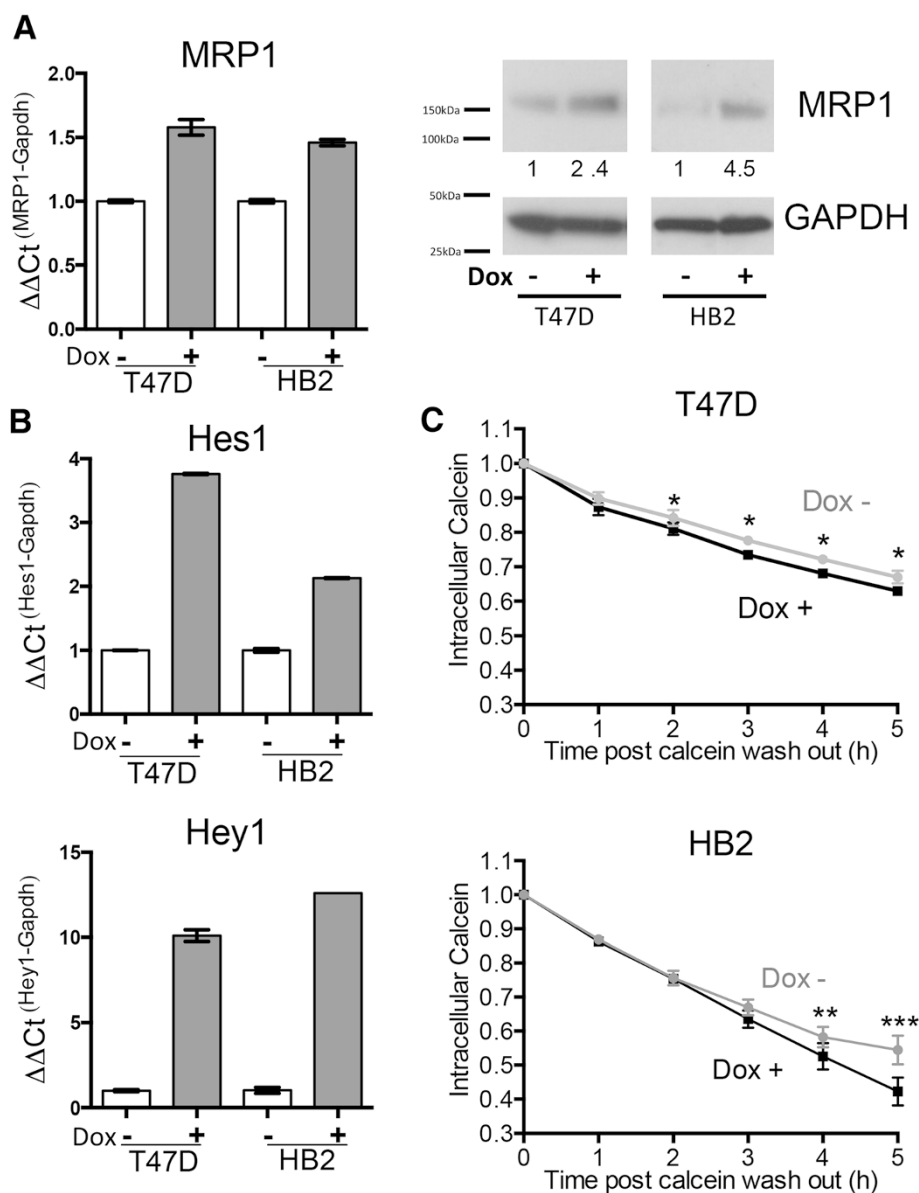 A
MRP1
ΔΔCt (MRP1-Gapdh)
2.0
1.5
1.0
0.5
0.0
Dox - + - +
T47D HB2
150kDa
100kDa
50kDa
25kDa
MRP1
1 2 .4 1 4.5
GAPDH
Dox - + - +
T47D HB2
B
Hes1
ΔΔCt (Hes1-Gapdh)
4
3
2
1
0
Dox - + - +
T47D HB2
Hey1
ΔΔCt (Hey1-Gapdh)
15
10
5
0
Dox - + - +
T47D HB2
C
T47D
Intracellular Calcein
1.1
1.0
0.9
0.8
0.7
0.6
0.5
0.4
0.3
* * * *
Dox -
Dox +
0 1 2 3 4 5
Time post calcein wash out (h)
HB2
Intracellular Calcein
1.1
1.0
0.9
0.8
0.7
0.6
0.5
0.4
0.3
Dox -
** ***
Dox +
0 1 2 3 4 5
Time post calcein wash out (h)